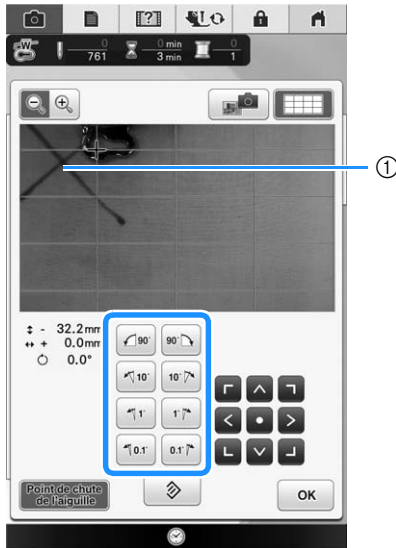 [?]
W
0
761
0 min
3 min
0
1
①
↕ - 32.2mm
↔ + 0.0mm
↻ 0.0°
90°
90°
10°
10°
1°
1°
0.1°
0.1°
Point de chute
de l'aiguille
OK